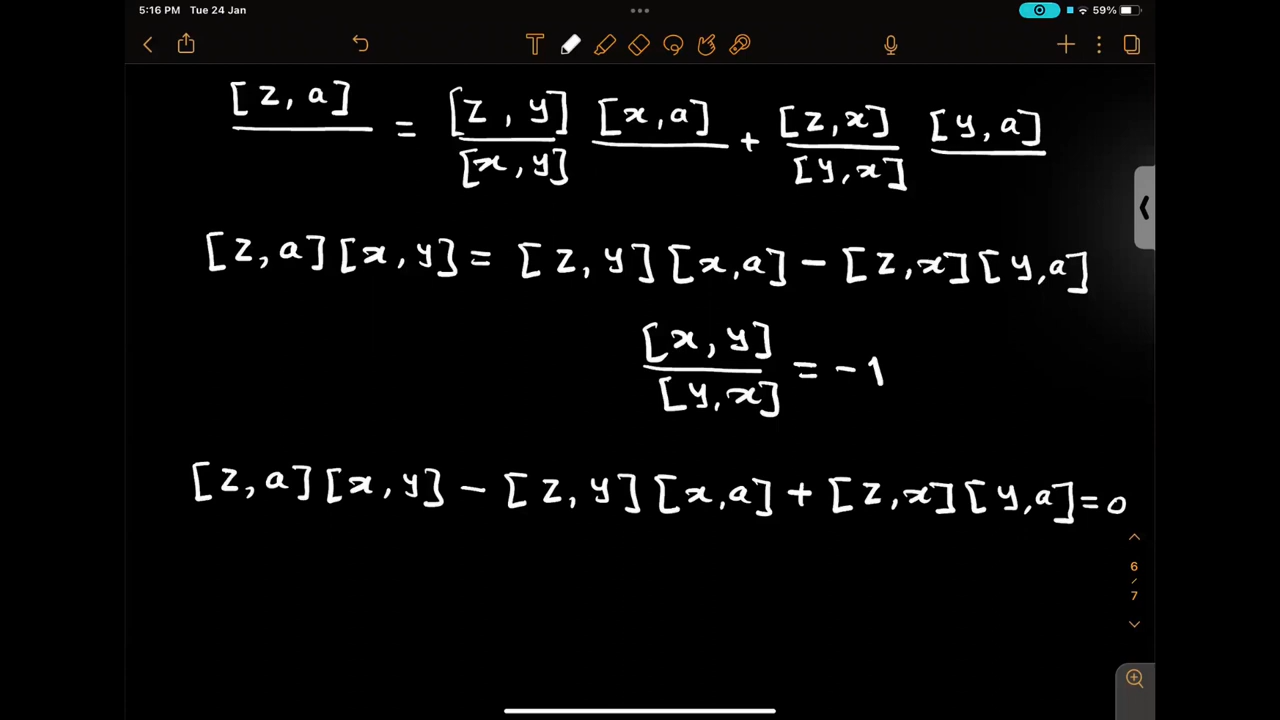 5:16 PM Tue 24 Jan 59%
[z, a] = [z, y]/[x, y] [x, a] + [z, x]/[y, x] [y, a]
[z, a][x, y] = [z, y][x, a] - [z, x][y, a]
[x, y]/[y, x] = -1
[z, a][x, y] - [z, y][x, a] + [z, x][y, a] = 0
6
/
7